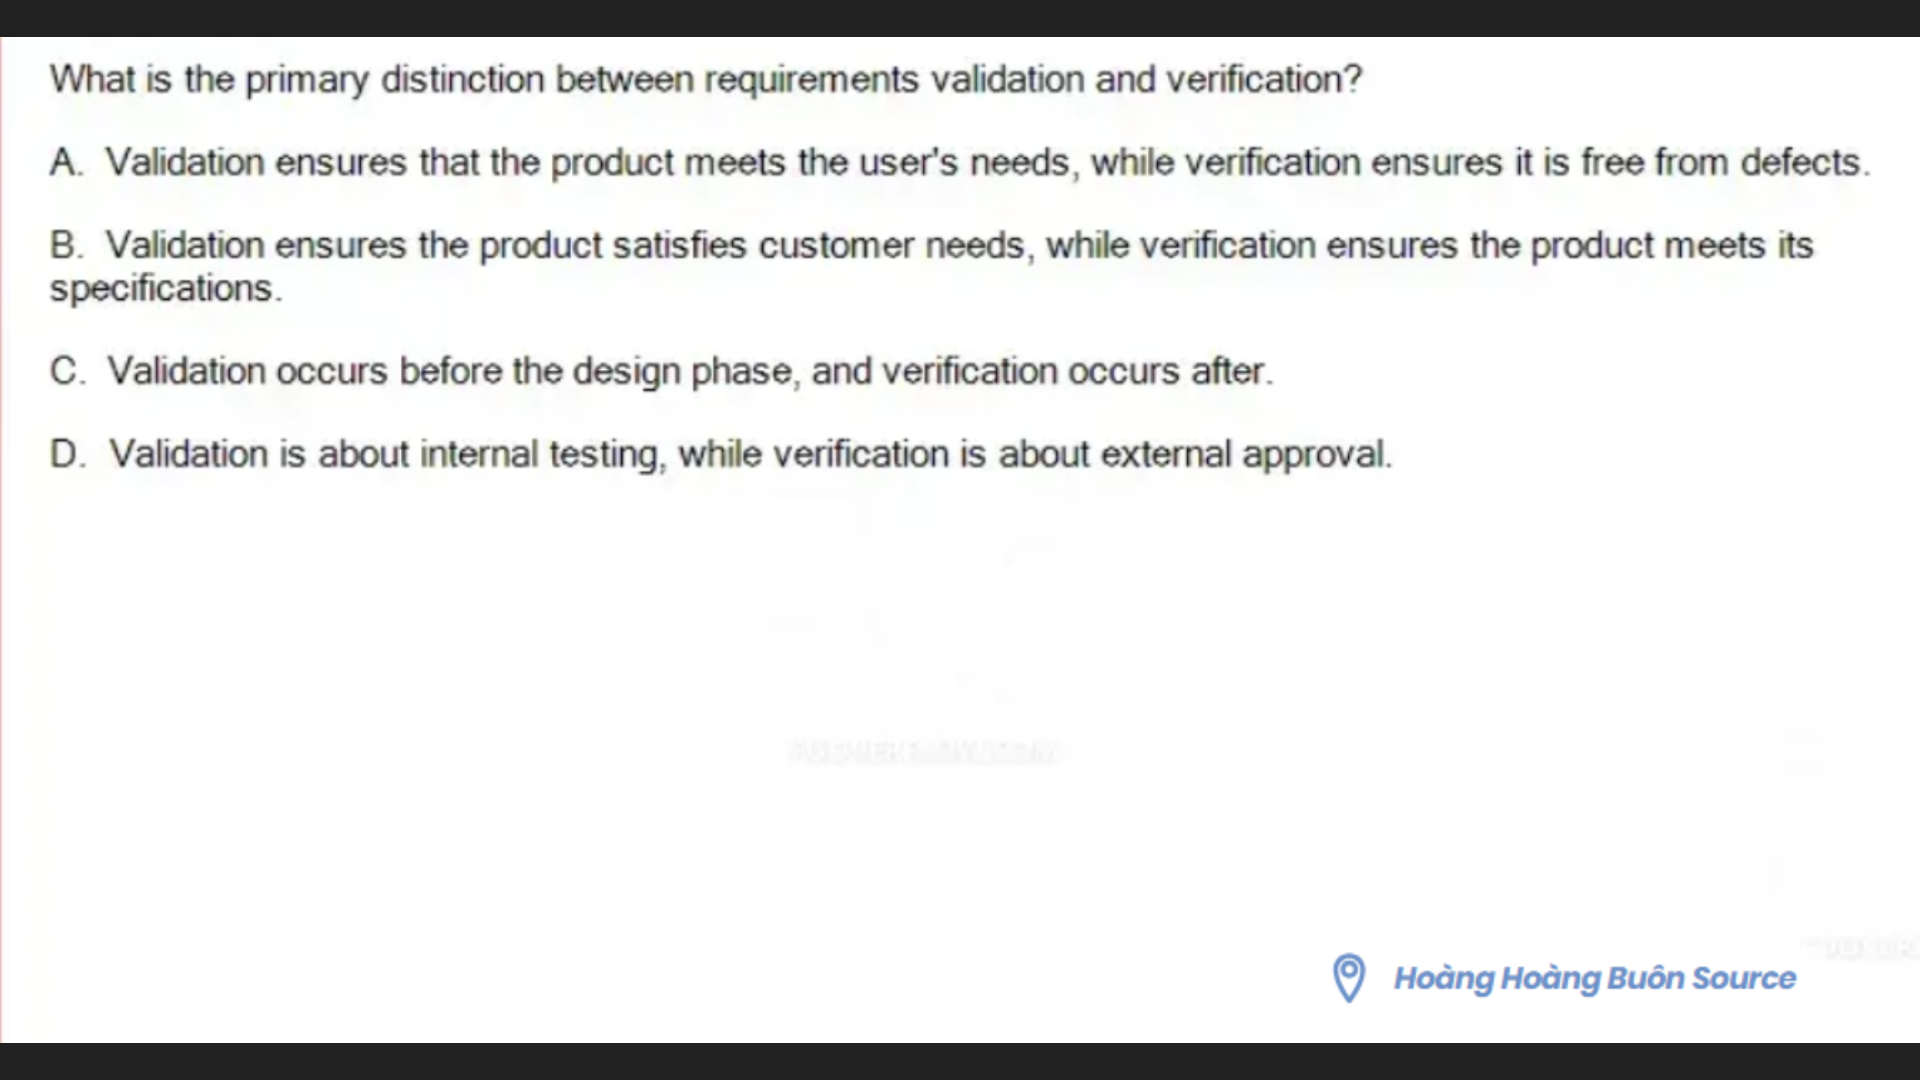 What is the primary distinction between requirements validation and verification?
A. Validation ensures that the product meets the user's needs, while verification ensures it is free from defects.
B. Validation ensures the product satisfies customer needs, while verification ensures the product meets its
specifications.
C. Validation occurs before the design phase, and verification occurs after.
D. Validation is about internal testing, while verification is about external approval.
Hoàng Hoàng Buôn Source